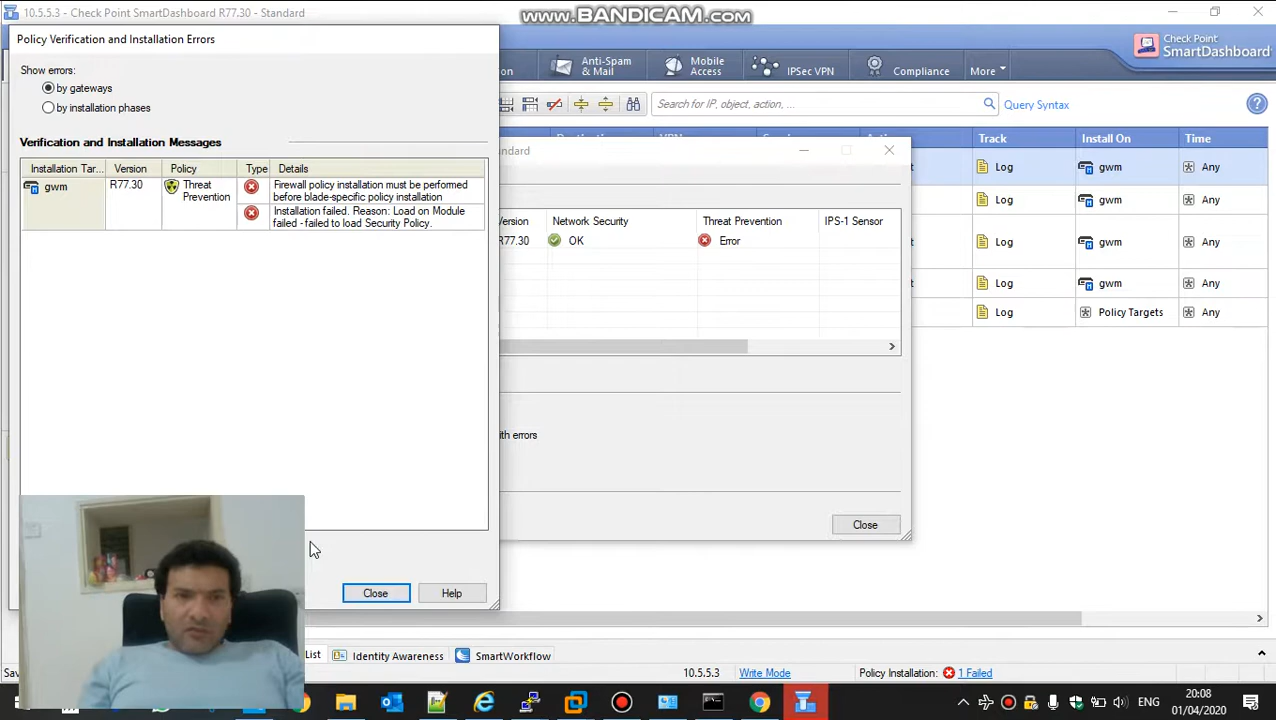 10.5.5.3 - Check Point SmartDashboard R77.30 - Standard
www.BANDICAM.com
Policy Verification and Installation Errors
Check Point
SmartDashboard
on
Anti-Spam
& Mail
Mobile
Access
IPSec VPN
Compliance
More
Show errors:
by gateways
by installation phases
Search for IP, object, action, ...
Query Syntax
Track
Install On
Time
Verification and Installation Messages
ndard
Installation Tar...
Version
Policy
Type
Details
gwm
R77.30
Threat
Prevention
Firewall policy installation must be performed
before blade-specific policy installation
Installation failed. Reason: Load on Module
failed - failed to load Security Policy.
Version
Network Security
Threat Prevention
IPS-1 Sensor
R77.30
OK
Error
Log
gwm
Any
Log
gwm
Any
Log
gwm
Any
Log
gwm
Any
Log
Policy Targets
Any
ith errors
Close
Close
Help
List
Identity Awareness
SmartWorkflow
10.5.5.3
Write Mode
Policy Installation:
1 Failed
ENG
20:08
01/04/2020